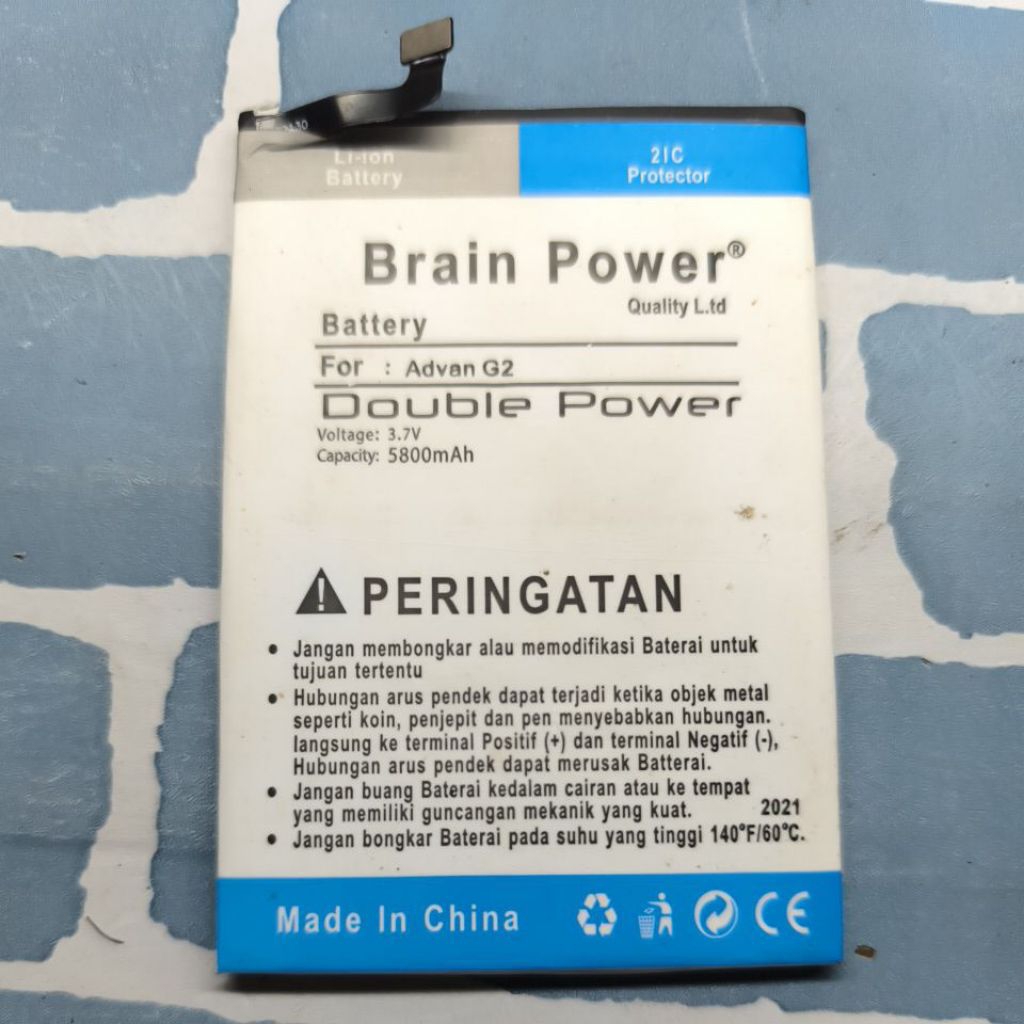 Li-ion
Battery
2IC
Protector
Brain Power®
Quality L.td
Battery
For : Advan G2
Double Power
Voltage: 3.7V
Capacity: 5800mAh
PERINGATAN
• Jangan membongkar alau memodifikasi Baterai untuk
tujuan tertentu
• Hubungan arus pendek dapat terjadi ketika objek metal
seperti koin, penjepit dan pen menyebabkan hubungan.
langsung ke terminal Positif (+) dan terminal Negatif (-),
Hubungan arus pendek dapat merusak Batterai.
• Jangan buang Baterai kedalam cairan atau ke tempat
yang memiliki guncangan mekanik yang kuat. 2021
• Jangan bongkar Baterai pada suhu yang tinggi 140°F/60°C.
Made In China
CE